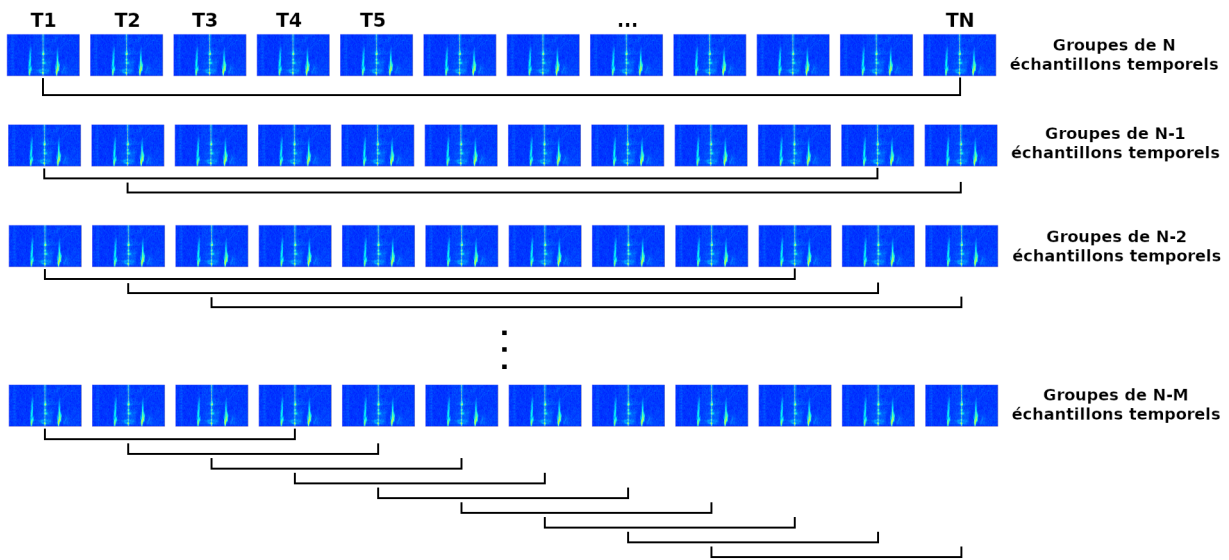 T1 T2 T3 T4 T5 ... TN
Groupes de N
échantillons temporels
Groupes de N-1
échantillons temporels
Groupes de N-2
échantillons temporels
Groupes de N-M
échantillons temporels